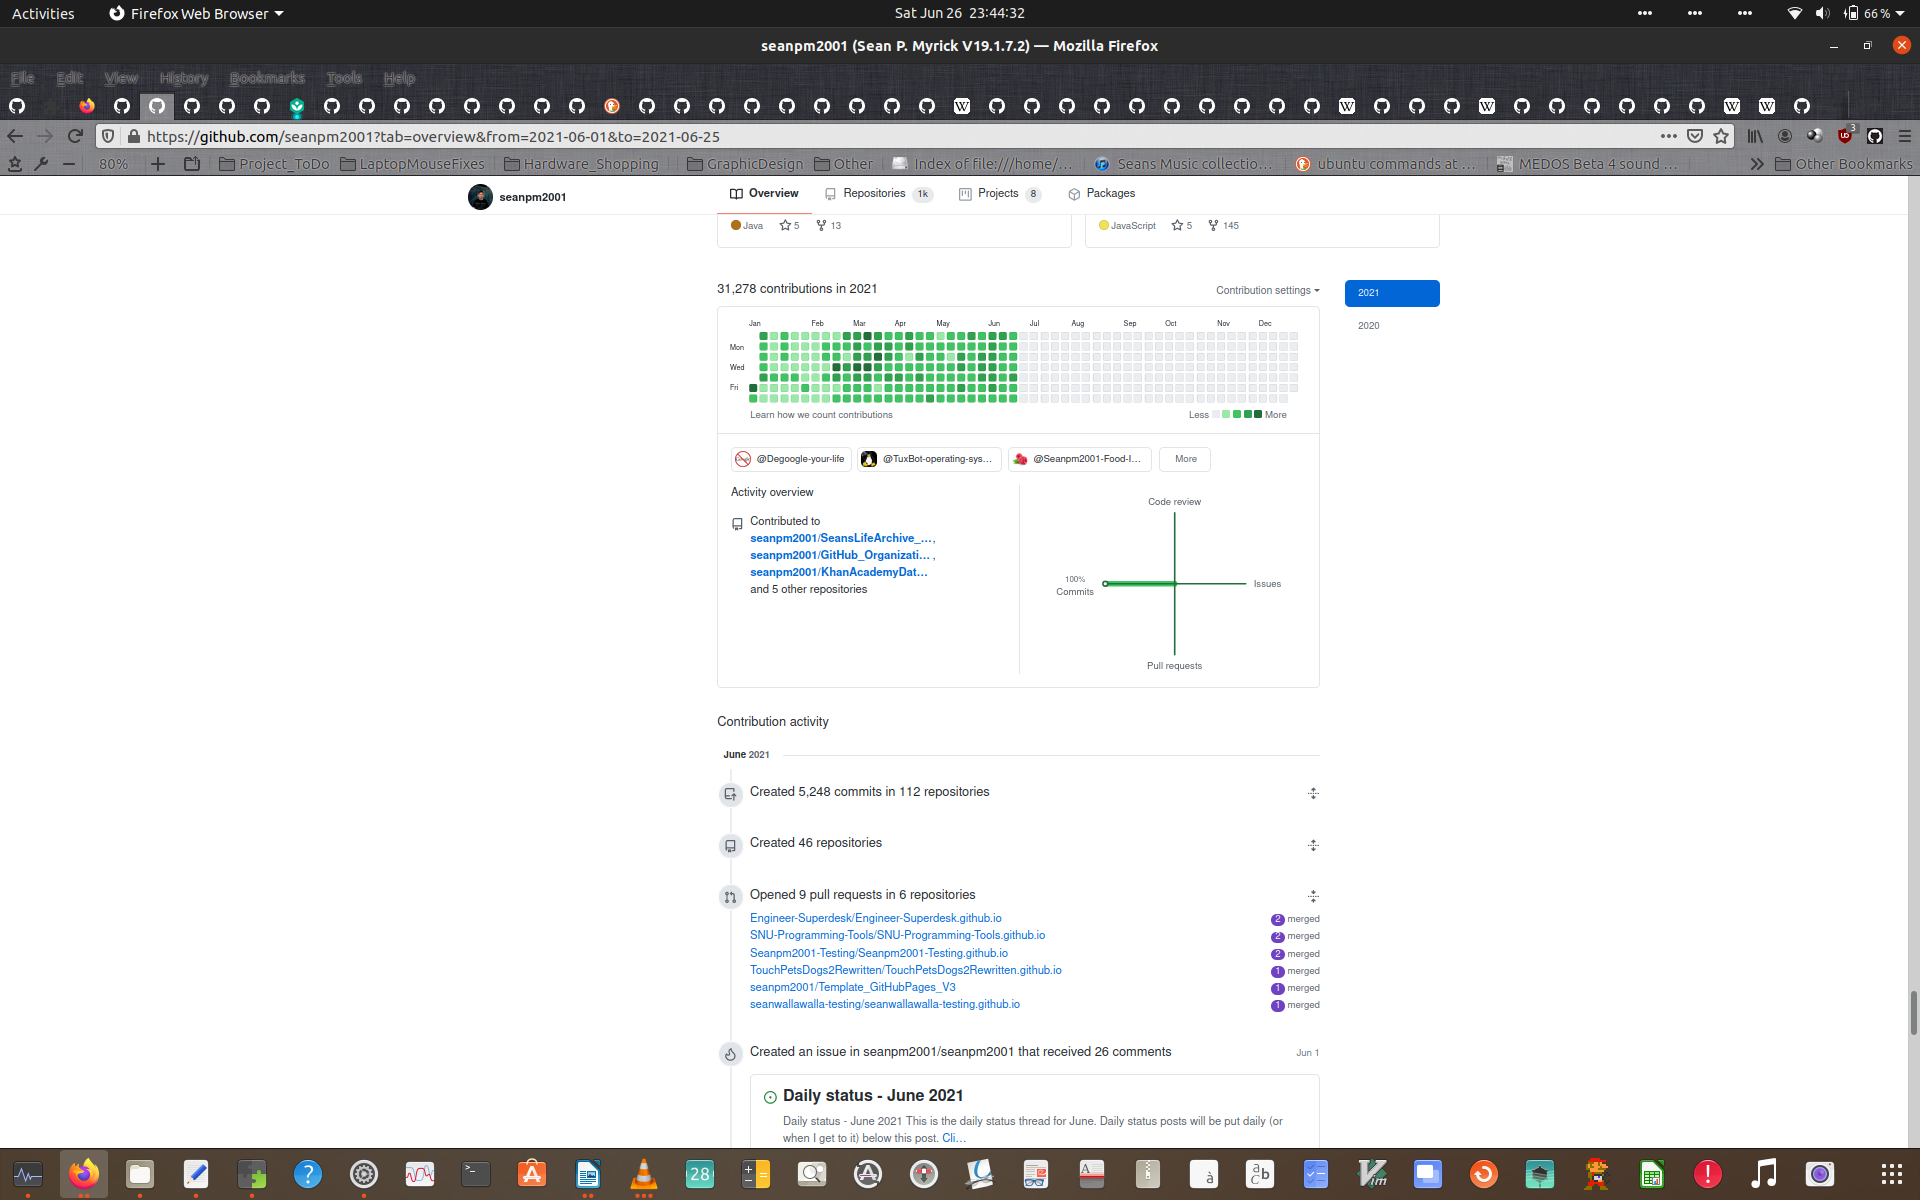 Activities
Firefox Web Browser
Sat Jun 26 23:44:32
66 %
seanpm2001 (Sean P. Myrick V19.1.7.2) — Mozilla Firefox
File Edit View History Bookmarks Tools Help
https://github.com/seanpm2001?tab=overview&from=2021-06-01&to=2021-06-25
3
80%
Project_ToDo
LaptopMouseFixes
Hardware_Shopping
GraphicDesign
Other
Index of file:///home/...
Seans Music collectio...
ubuntu commands at ...
MEDOS Beta 4 sound ...
Other Bookmarks
seanpm2001
Overview
Repositories 1k
Projects 8
Packages
Java 5 13
JavaScript 5 145
31,278 contributions in 2021
Contribution settings
2021
2020
Jan Feb Mar Apr May Jun Jul Aug Sep Oct Nov Dec
Mon
Wed
Fri
Learn how we count contributions
Less More
@Degoogle-your-life
@TuxBot-operating-sys...
@Seanpm2001-Food-I...
More
Activity overview
Contributed to
seanpm2001/SeansLifeArchive_...,
seanpm2001/GitHub_Organizati... ,
seanpm2001/KhanAcademyDat...
and 5 other repositories
Code review
100%
Commits
Issues
Pull requests
Contribution activity
June 2021
Created 5,248 commits in 112 repositories
Created 46 repositories
Opened 9 pull requests in 6 repositories
Engineer-Superdesk/Engineer-Superdesk.github.io 2 merged
SNU-Programming-Tools/SNU-Programming-Tools.github.io 2 merged
Seanpm2001-Testing/Seanpm2001-Testing.github.io 2 merged
TouchPetsDogs2Rewritten/TouchPetsDogs2Rewritten.github.io 1 merged
seanpm2001/Template_GitHubPages_V3 1 merged
seanwallawalla-testing/seanwallawalla-testing.github.io 1 merged
Created an issue in seanpm2001/seanpm2001 that received 26 comments
Jun 1
Daily status - June 2021
Daily status - June 2021 This is the daily status thread for June. Daily status posts will be put daily (or
when I get to it) below this post. Cli...
28